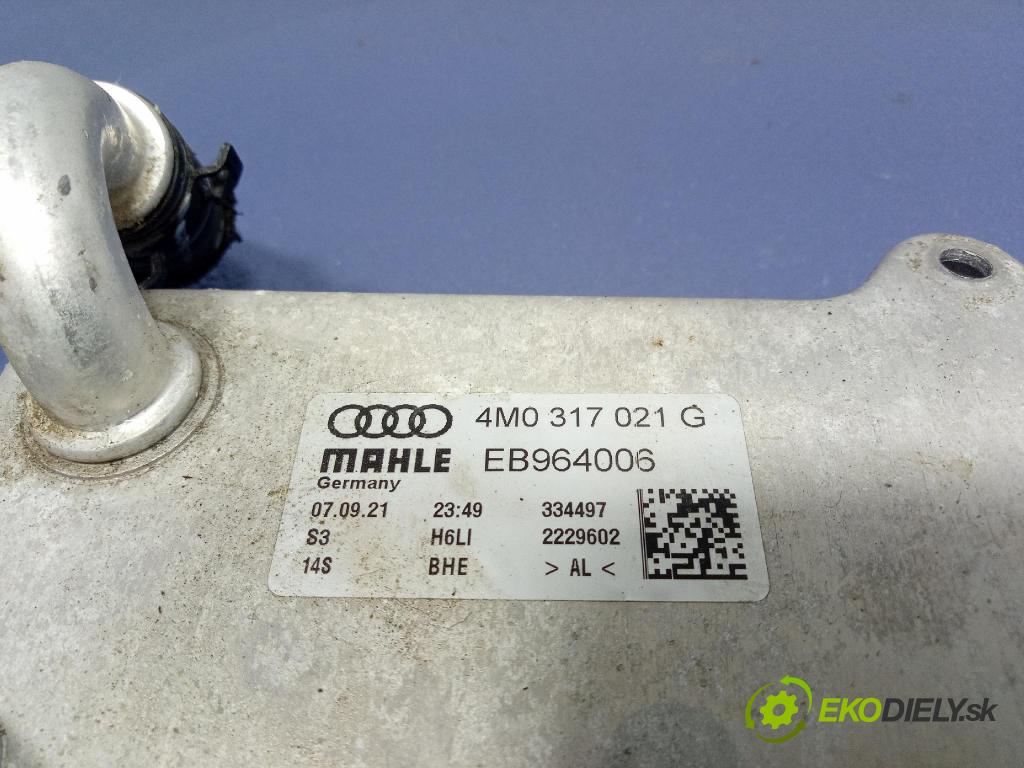 4M0 317 021 G
MAHLE EB964006
Germany
07.09.21 23:49 334497
S3 H6LI 2229602
14S BHE > AL <
EKODIELY.sk